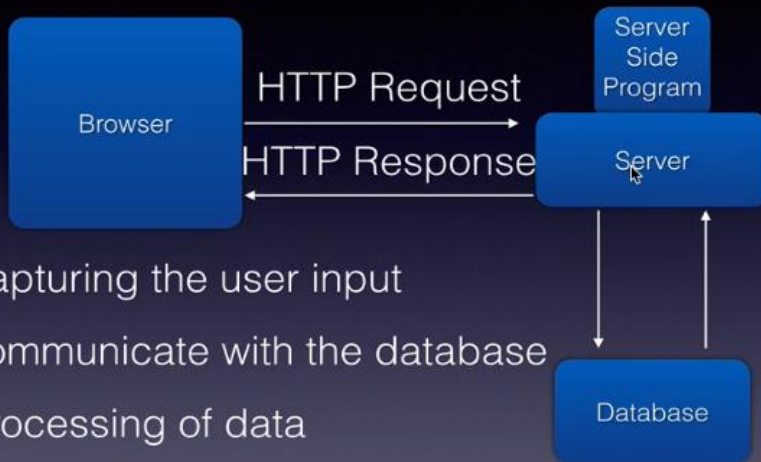 Browser
HTTP Request
HTTP Response
Server
Side
Program
Server
apturing the user input
ommunicate with the database
rocessing of data
Database